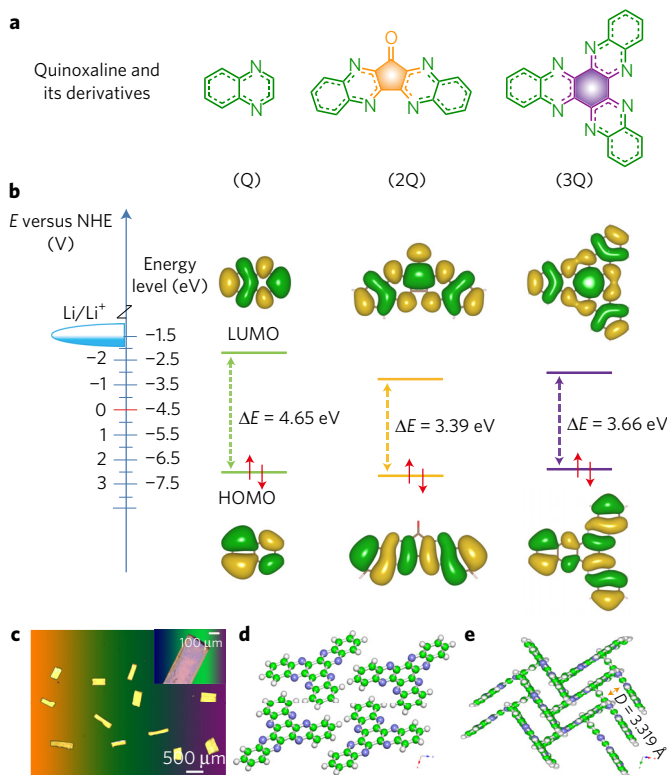 a
Quinoxaline and
its derivatives
N
N
O
N
N
N
N
N
N
N
N
N
N
(Q)
(2Q)
(3Q)
b
E versus NHE
(V)
Energy
level (eV)
Li/Li⁺
−1.5
−2
−2.5
−1
−3.5
0
−4.5
1
−5.5
2
−6.5
3
−7.5
LUMO
ΔE = 4.65 eV
ΔE = 3.39 eV
ΔE = 3.66 eV
HOMO
c
100 μm
500 μm
d
e
D = 3.319 Å